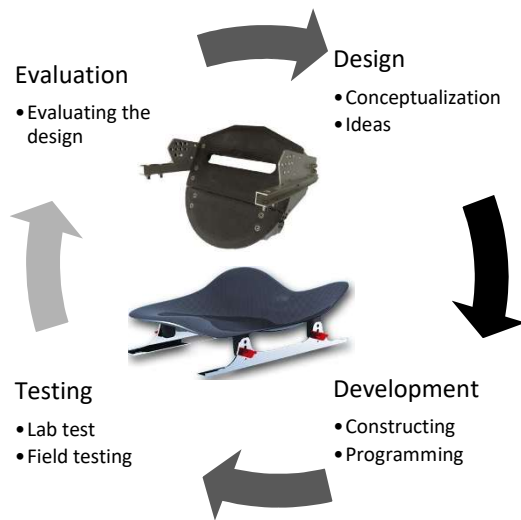 Evaluation
•Evaluating the
design
Design
•Conceptualization
•Ideas
Testing
•Lab test
•Field testing
Development
•Constructing
•Programming